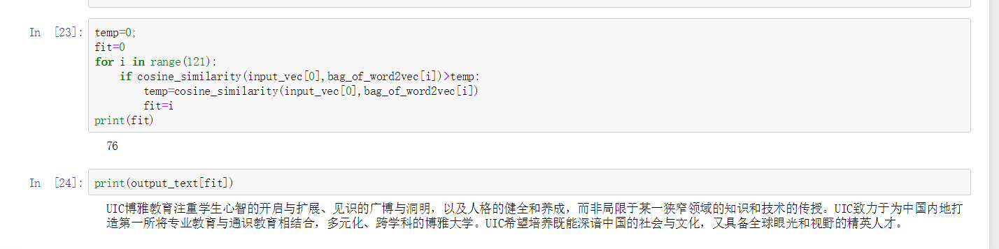 In [23]:
temp=0;
fit=0
for i in range(121):
    if cosine_similarity(input_vec[0],bag_of_word2vec[i])>temp:
        temp=cosine_similarity(input_vec[0],bag_of_word2vec[i])
        fit=i
print(fit)
76
In [24]:
print(output_text[fit])
UIC博雅教育注重学生心智的开启与扩展、见识的广博与洞明，以及人格的健全和养成，而非局限于某一狭窄领域的知识和技术的传授。UIC致力于为中国内地打
造第一所将专业教育与通识教育相结合，多元化、跨学科的博雅大学。UIC希望培养既能深谙中国的社会与文化，又具备全球眼光和视野的精英人才。